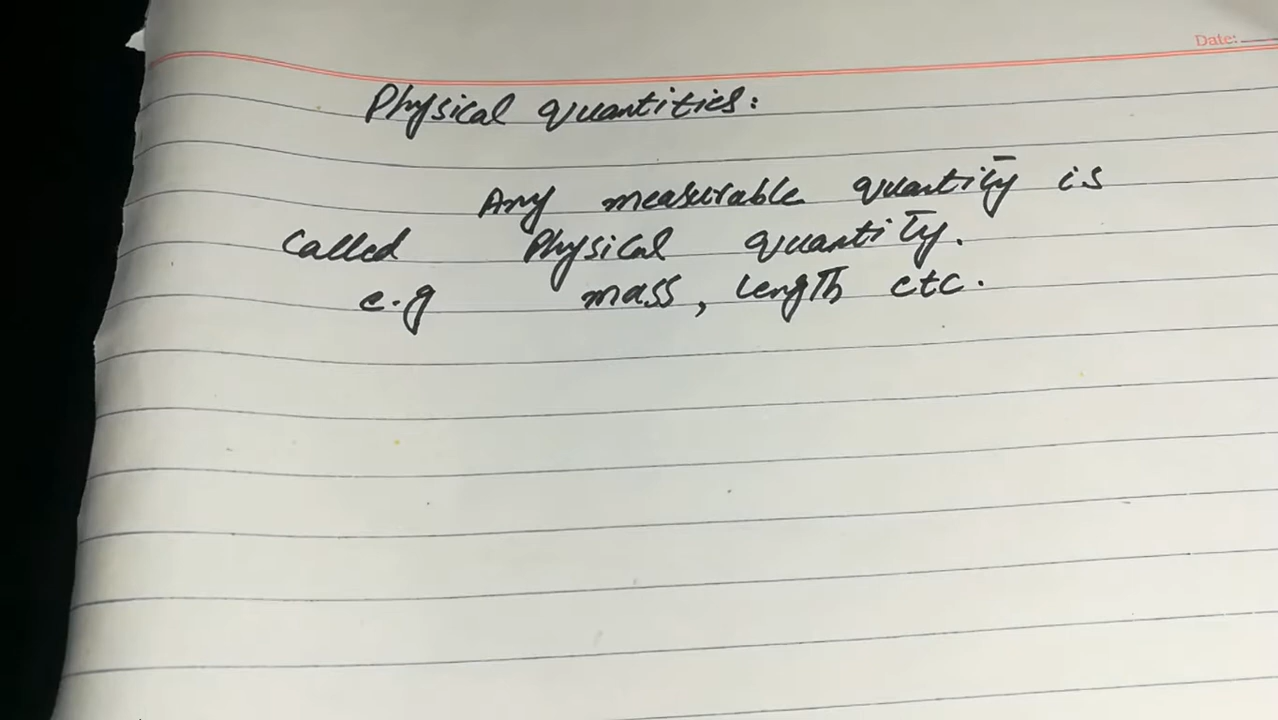 Date:
Physical quantities:
Any measurable quantity is
called Physical quantity.
e.g mass, length etc.